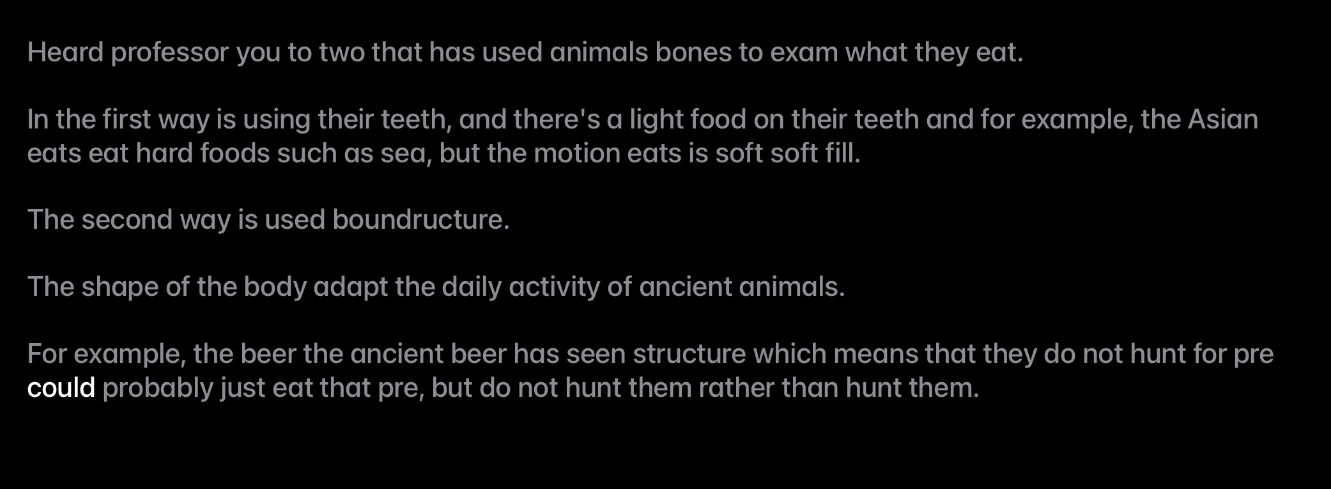 Heard professor you to two that has used animals bones to exam what they eat.
In the first way is using their teeth, and there's a light food on their teeth and for example, the Asian
eats eat hard foods such as sea, but the motion eats is soft soft fill.
The second way is used boundructure.
The shape of the body adapt the daily activity of ancient animals.
For example, the beer the ancient beer has seen structure which means that they do not hunt for pre
could probably just eat that pre, but do not hunt them rather than hunt them.